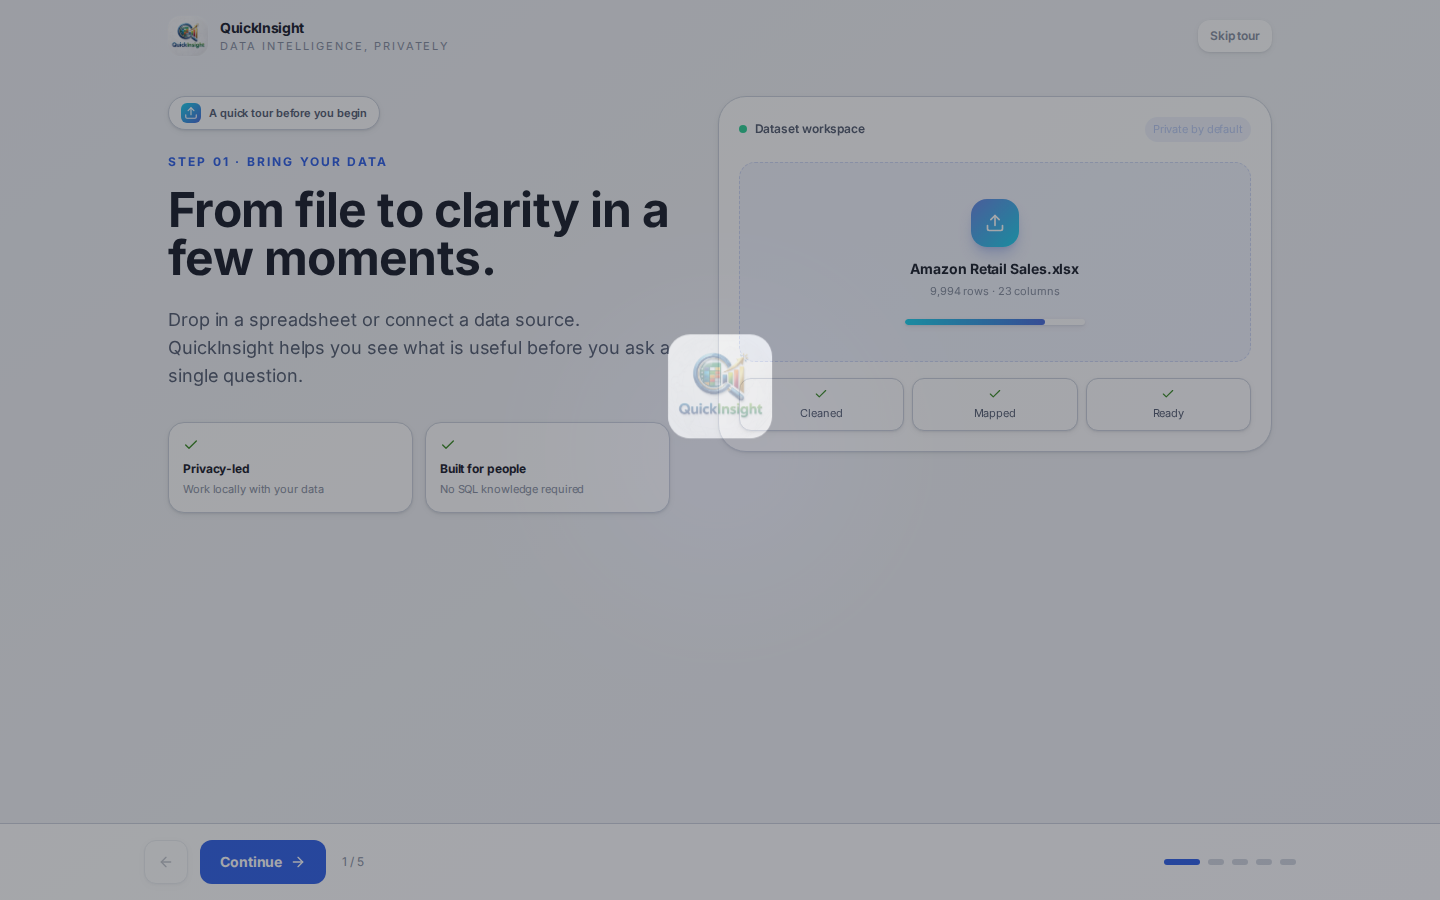 QuickInsight
DATA INTELLIGENCE, PRIVATELY
Skip tour
A quick tour before you begin
STEP 01 · BRING YOUR DATA
From file to clarity in a
few moments.
Drop in a spreadsheet or connect a data source.
QuickInsight helps you see what is useful before you ask a
single question.
Privacy-led
Work locally with your data
Built for people
No SQL knowledge required
Dataset workspace
Private by default
Amazon Retail Sales.xlsx
9,994 rows · 23 columns
Cleaned
Mapped
Ready
QuickInsight
Continue
1 / 5